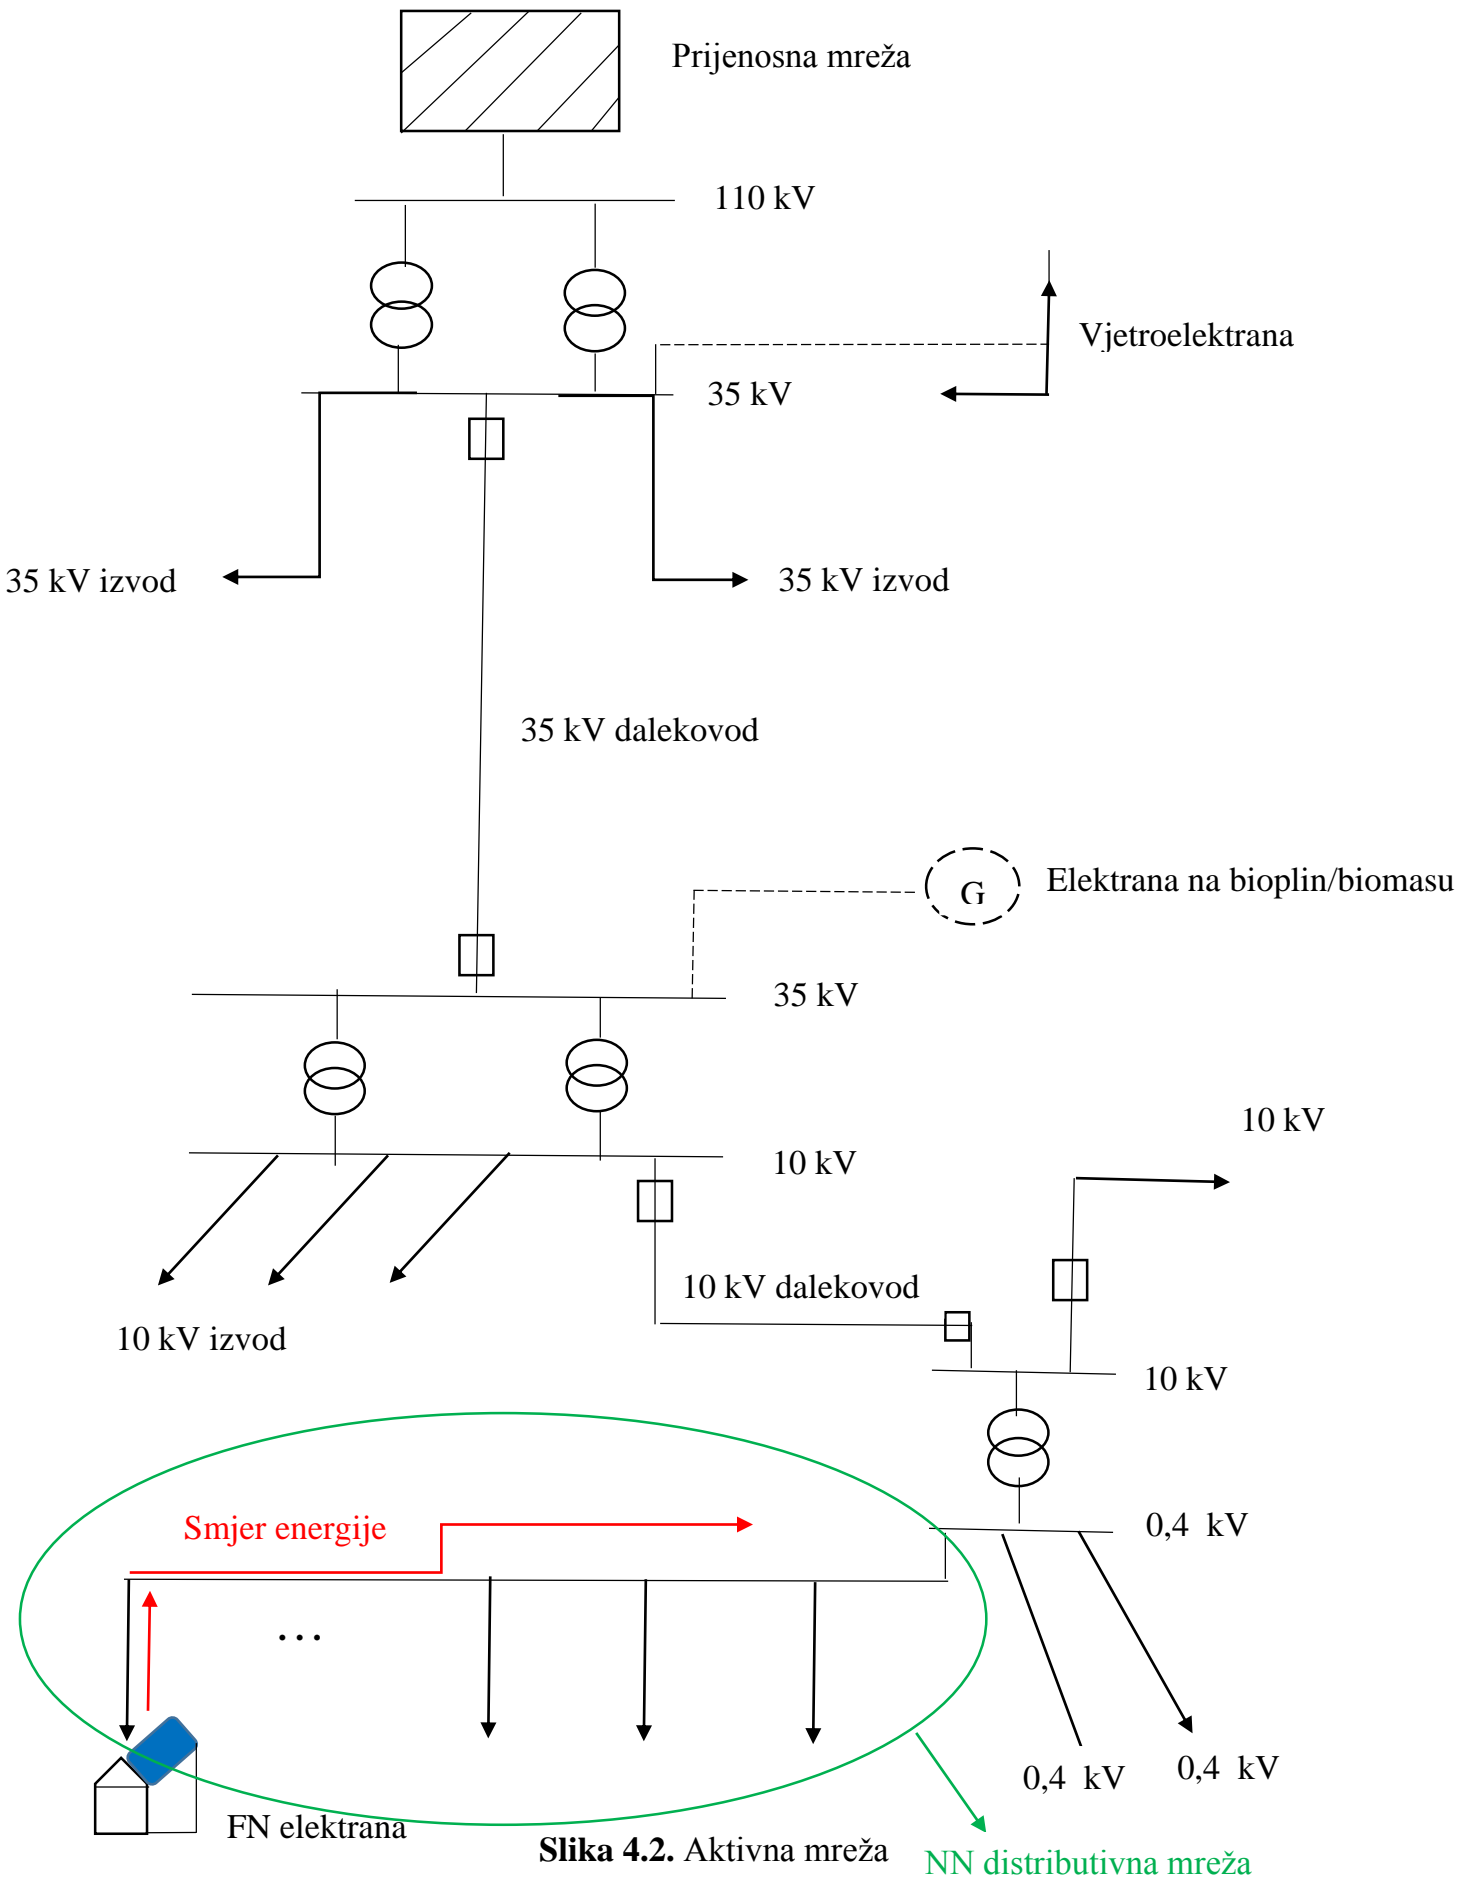 Prijenosna mreža
110 kV
Vjetroelektrana
35 kV
35 kV izvod
35 kV izvod
35 kV dalekovod
G
Elektrana na bioplin/biomasu
35 kV
10 kV
10 kV
10 kV dalekovod
10 kV izvod
10 kV
Smjer energije
0,4 kV
...
0,4 kV
0,4 kV
FN elektrana
Slika 4.2. Aktivna mreža
NN distributivna mreža